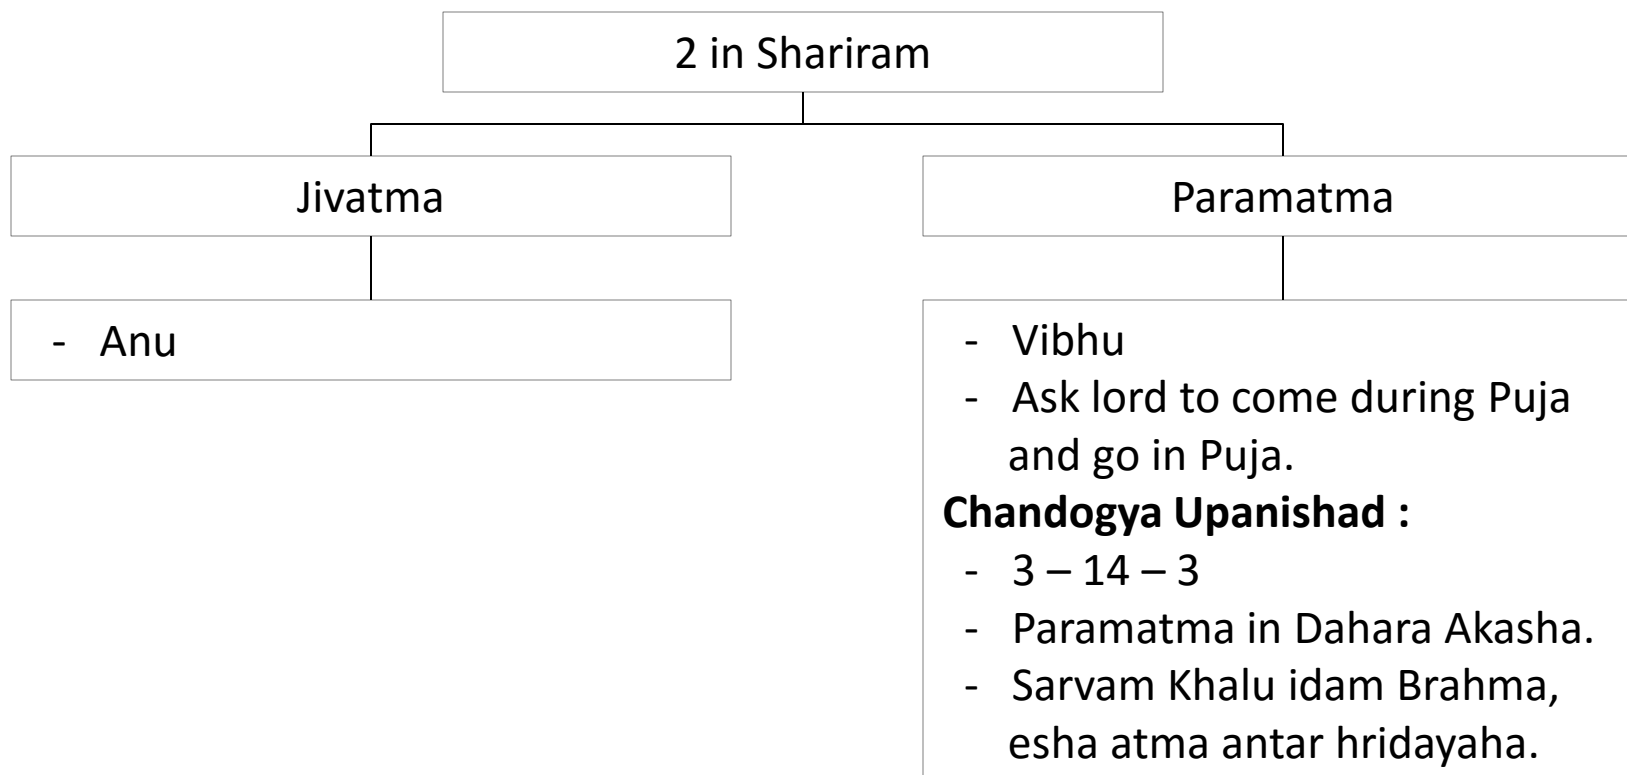 2 in Shariram
Jivatma
Paramatma
- Anu
- Vibhu
- Ask lord to come during Puja
and go in Puja.
Chandogya Upanishad :
- 3 – 14 – 3
- Paramatma in Dahara Akasha.
- Sarvam Khalu idam Brahma,
esha atma antar hridayaha.